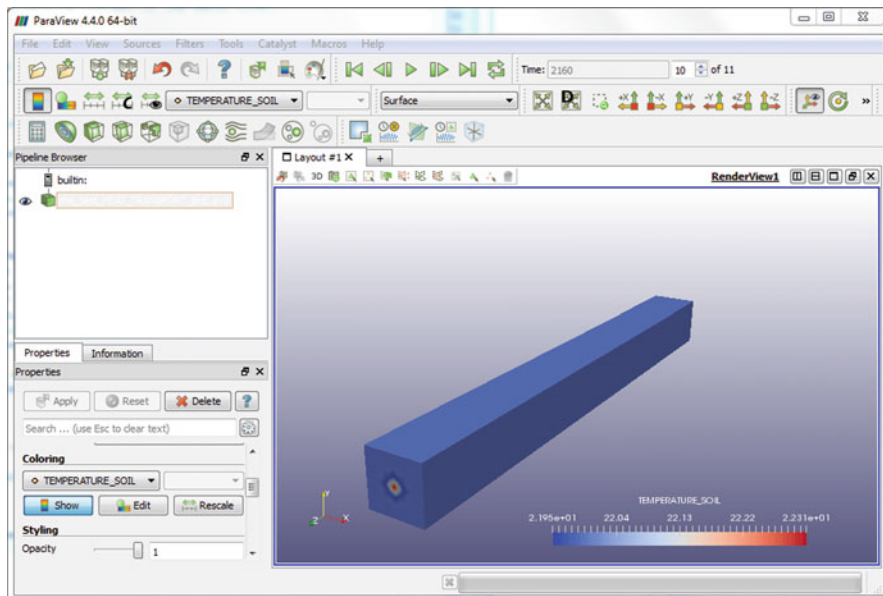 ParaView 4.4.0 64-bit
File Edit View Sources Filters Tools Catalyst Macros Help
Time: 2160 10 of 11
TEMPERATURE_SOIL Surface +X -X +Y -Y +Z -Z »
Pipeline Browser
Layout #1 X +
builtin:
3D RenderView1
Properties Information
Properties
Apply Reset Delete ?
Search ... (use Esc to clear text)
Coloring
TEMPERATURE_SOIL
Show Edit Rescale
Styling
Opacity 1
Y
Z X
TEMPERATURE_SOIL
2.195e+01 22.04 22.13 22.22 2.231e+01